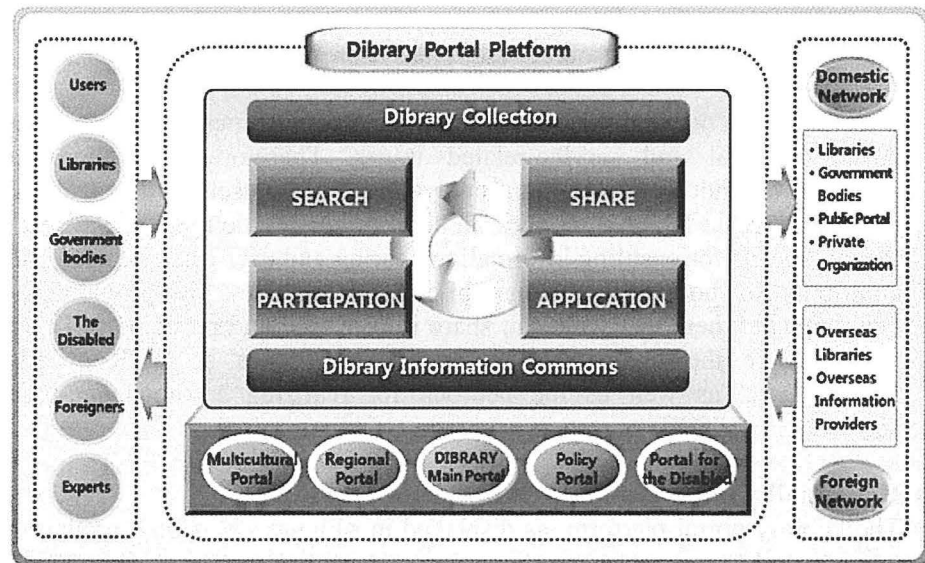 Dibrary Portal Platform
Users
Libraries
Government
bodies
The
Disabled
Foreigners
Experts
Dibrary Collection
SEARCH
SHARE
PARTICIPATION
APPLICATION
Dibrary Information Commons
Multicultural
Portal
Regional
Portal
DIBRARY
Main Portal
Policy
Portal
Portal for
the Disabled
Domestic
Network
• Libraries
• Government
Bodies
• Public Portal
• Private
Organization
• Overseas
Libraries
• Overseas
Information
Providers
Foreign
Network